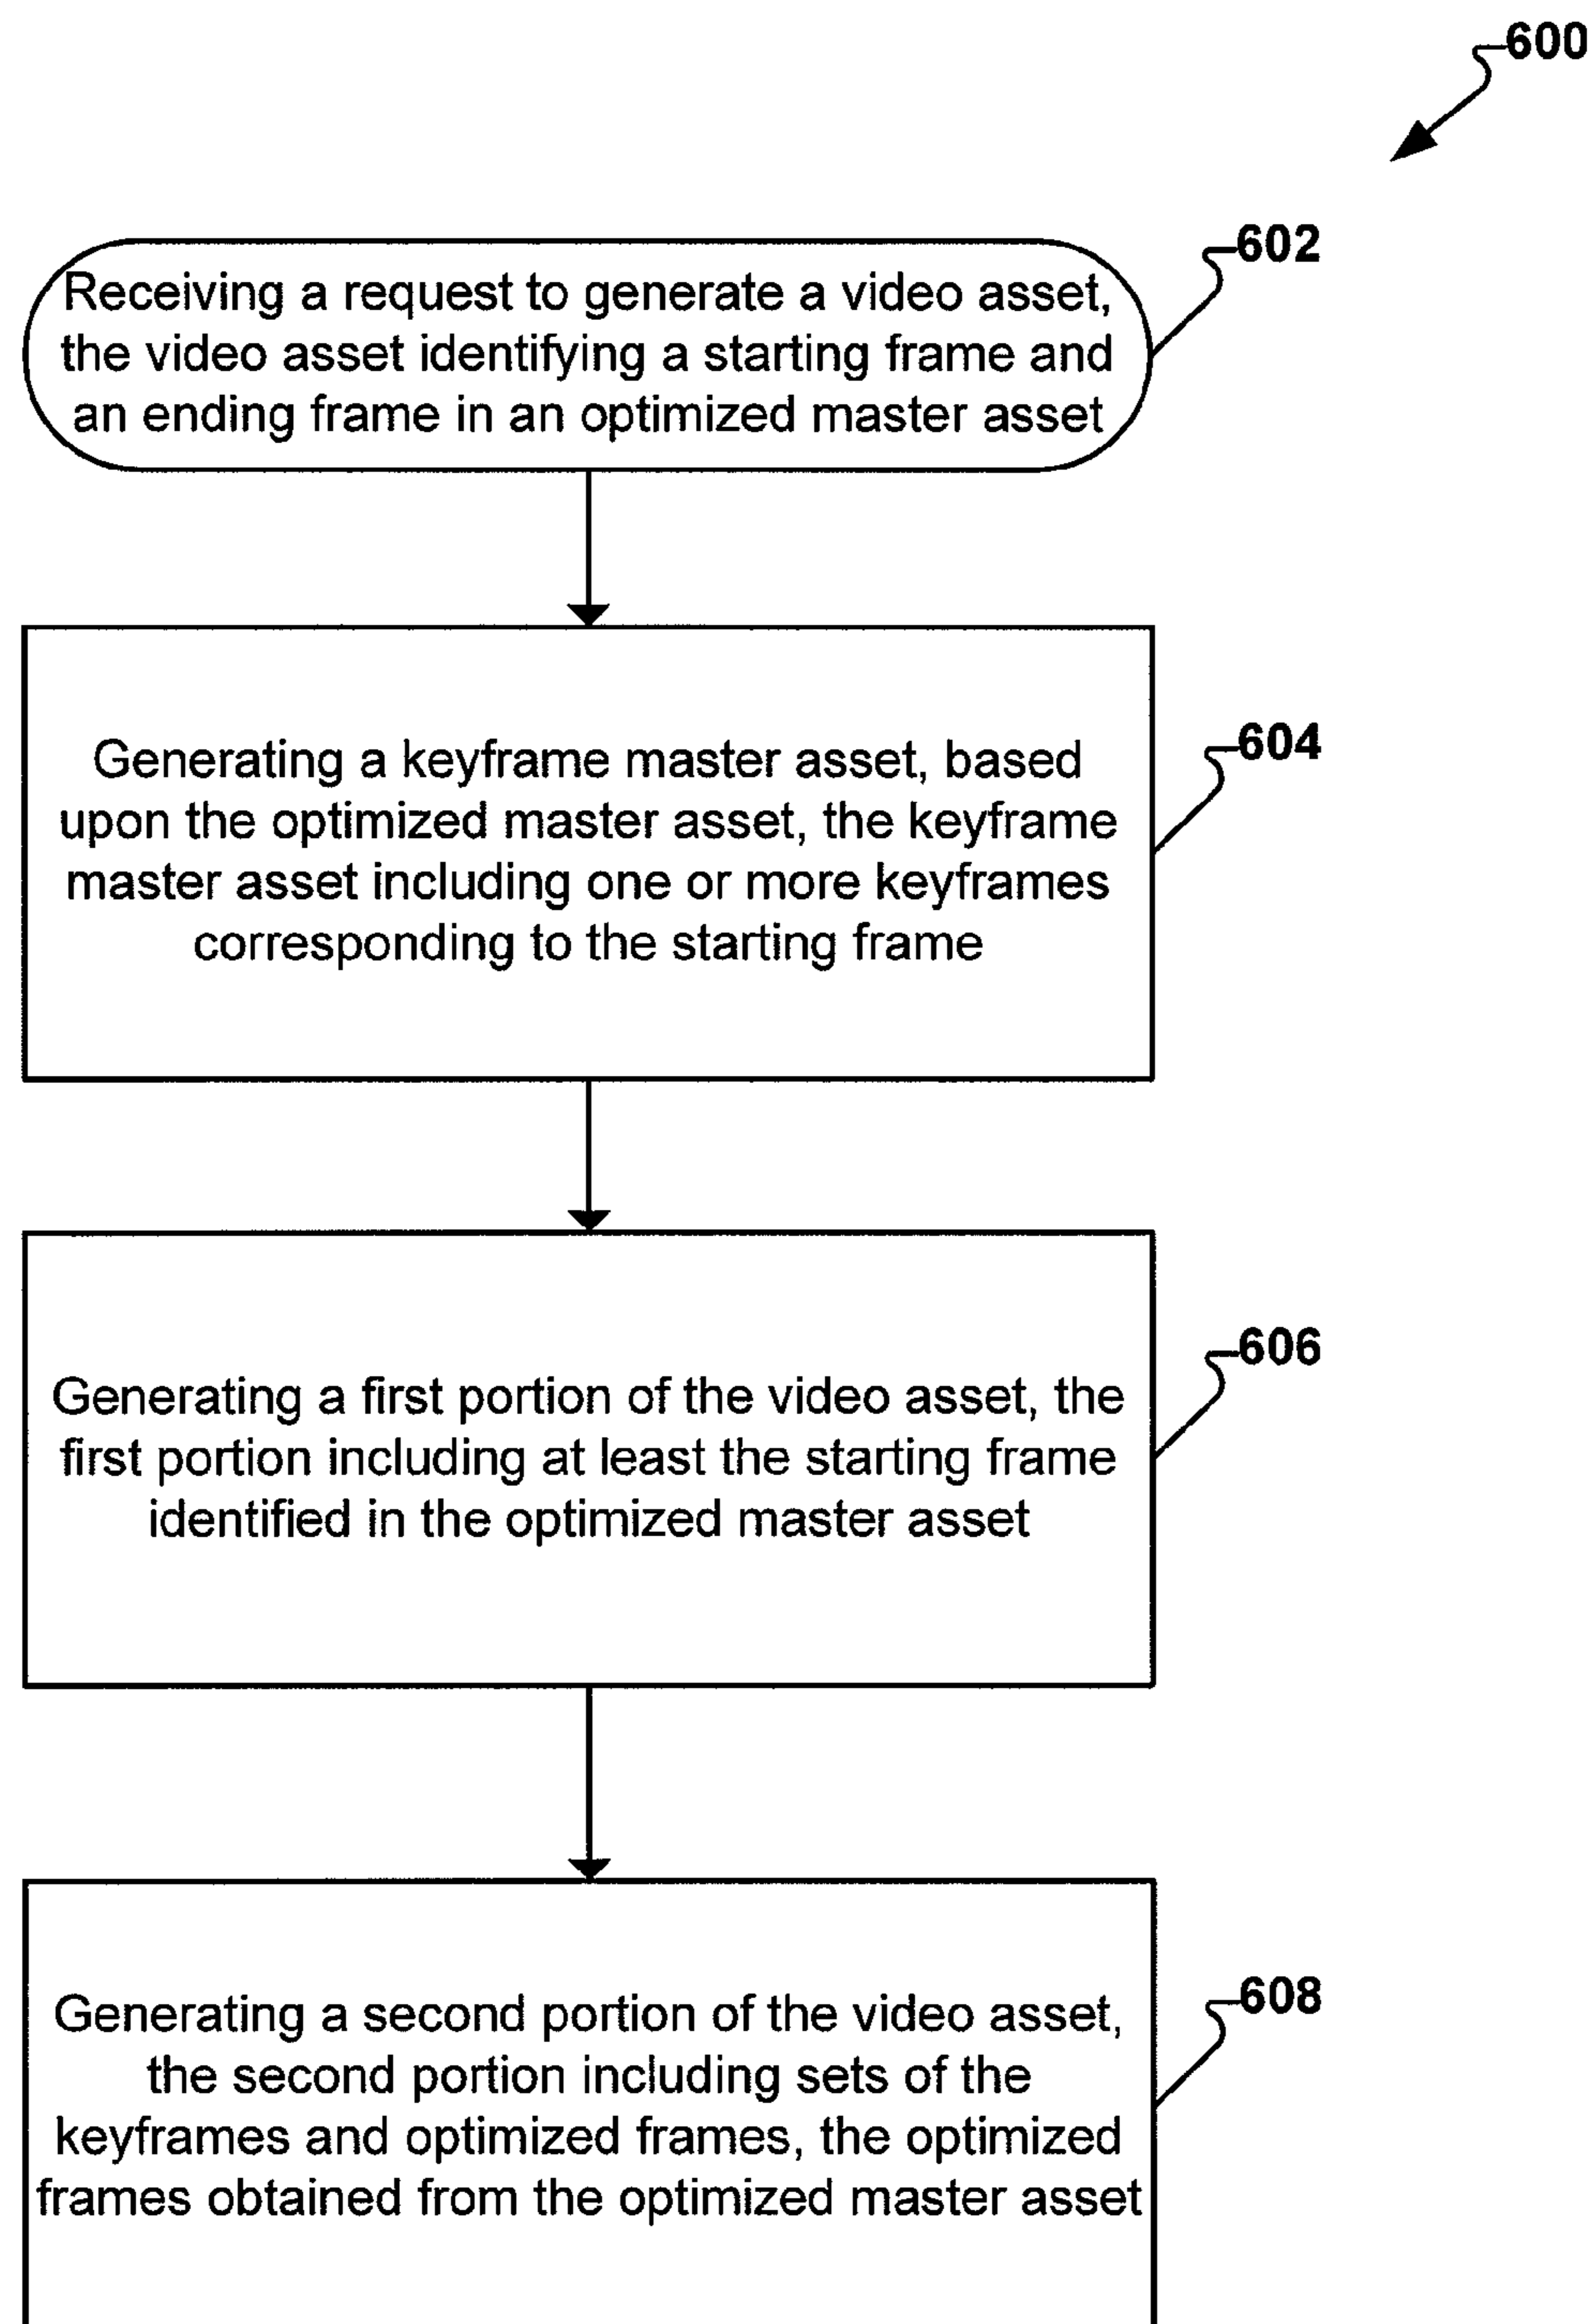 600
602
Receiving a request to generate a video asset,
the video asset identifying a starting frame and
an ending frame in an optimized master asset
604
Generating a keyframe master asset, based
upon the optimized master asset, the keyframe
master asset including one or more keyframes
corresponding to the starting frame
606
Generating a first portion of the video asset, the
first portion including at least the starting frame
identified in the optimized master asset
608
Generating a second portion of the video asset,
the second portion including sets of the
keyframes and optimized frames, the optimized
frames obtained from the optimized master asset